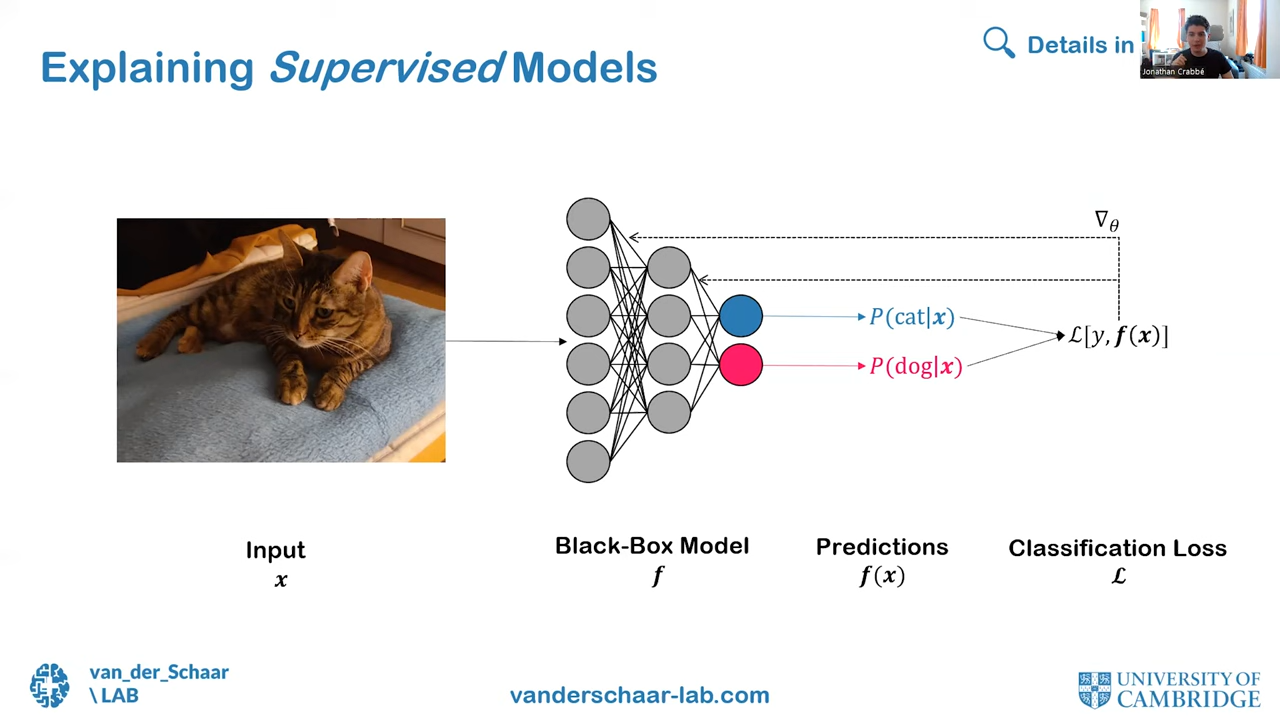 Explaining Supervised Models
Details in
Jonathan Crabbé
∇θ
P(cat|x)
P(dog|x)
ℒ[y, f(x)]
Input
x
Black-Box Model
f
Predictions
f(x)
Classification Loss
ℒ
van_der_Schaar
\ LAB
vanderschaar-lab.com
UNIVERSITY OF
CAMBRIDGE